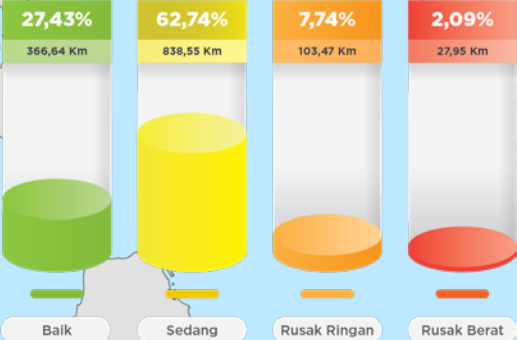 27,43% 62,74% 7,74% 2,09%
366,64 Km 838,55 Km 103,47 Km 27,95 Km
Baik Sedang Rusak Ringan Rusak Berat